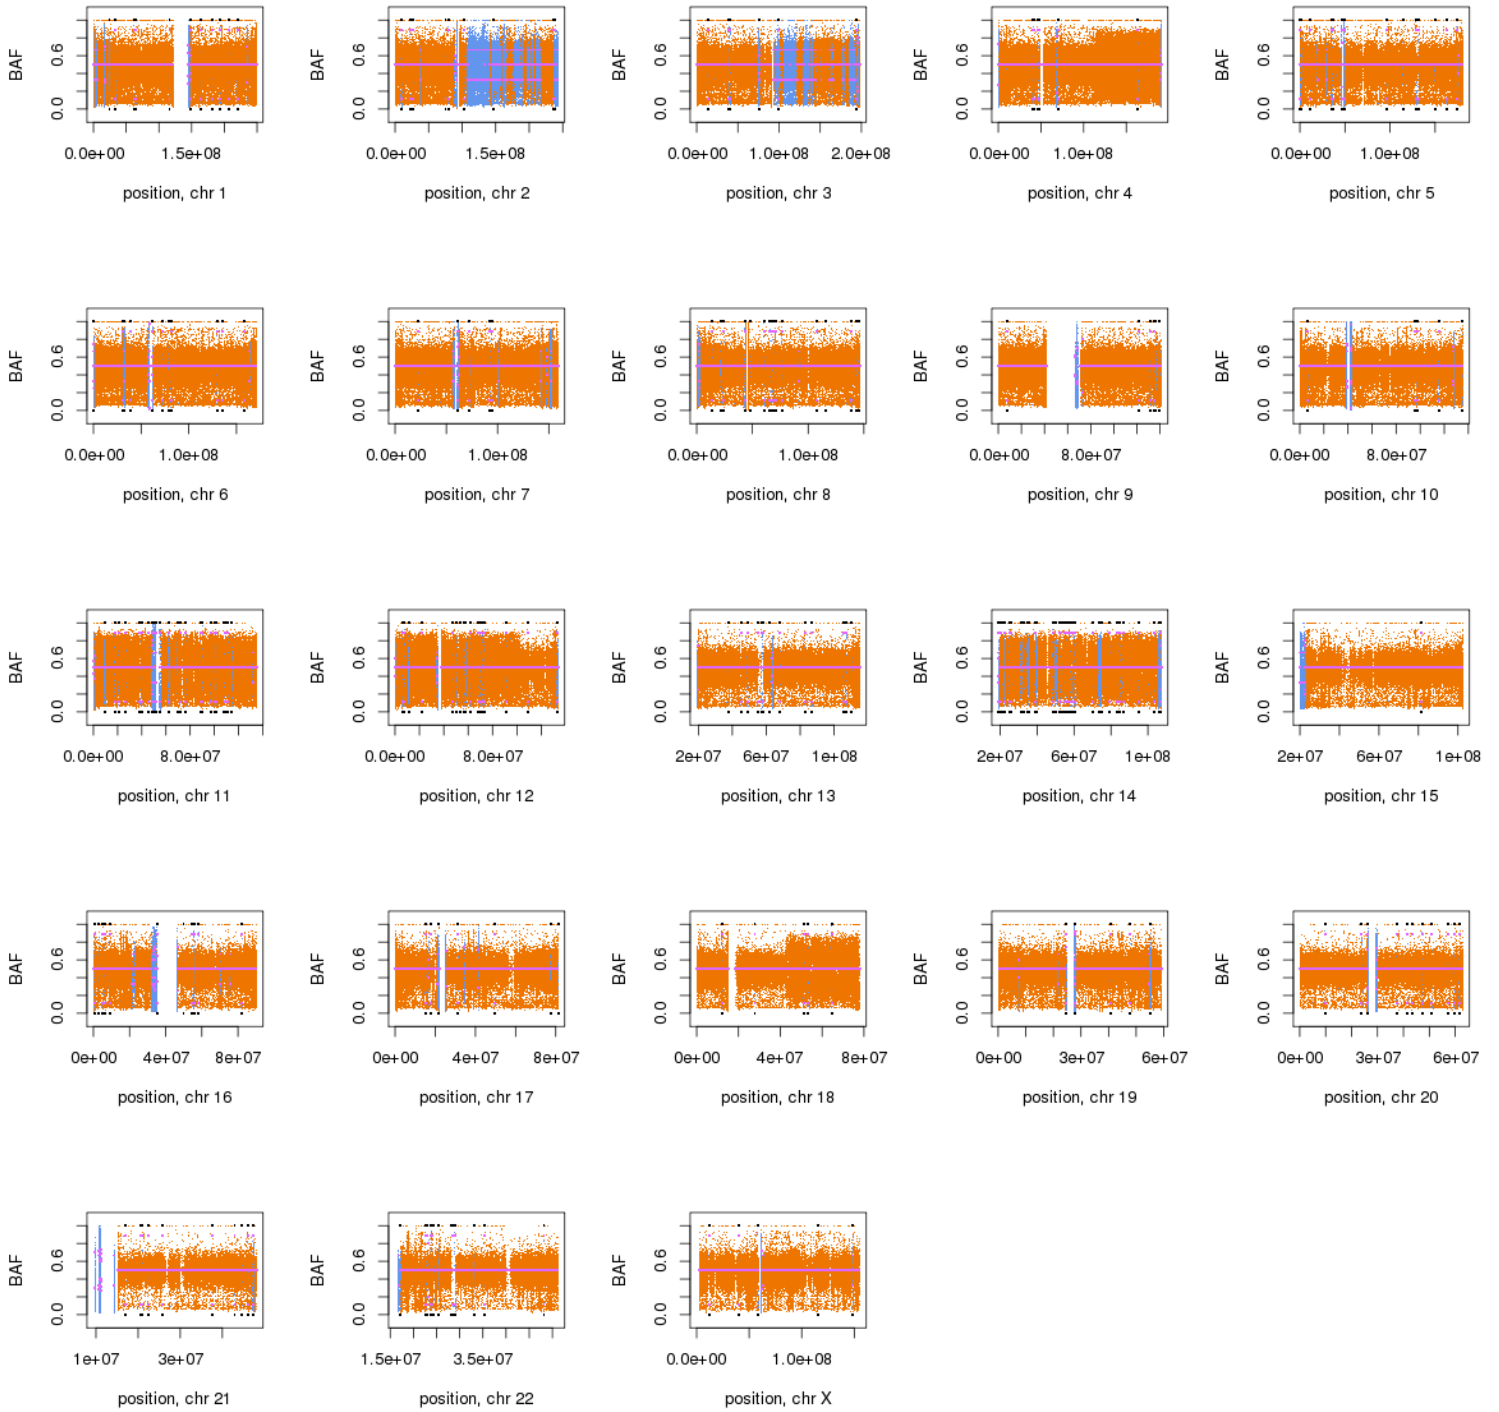 BAF
0.6
0.0
0.0e+00 1.5e+08
position, chr 1
BAF
0.6
0.0
0.0e+00 1.5e+08
position, chr 2
BAF
0.6
0.0
0.0e+00 1.0e+08 2.0e+08
position, chr 3
BAF
0.6
0.0
0.0e+00 1.0e+08
position, chr 4
BAF
0.6
0.0
0.0e+00 1.0e+08
position, chr 5
BAF
0.6
0.0
0.0e+00 1.0e+08
position, chr 6
BAF
0.6
0.0
0.0e+00 1.0e+08
position, chr 7
BAF
0.6
0.0
0.0e+00 1.0e+08
position, chr 8
BAF
0.6
0.0
0.0e+00 8.0e+07
position, chr 9
BAF
0.6
0.0
0.0e+00 8.0e+07
position, chr 10
BAF
0.6
0.0
0.0e+00 8.0e+07
position, chr 11
BAF
0.6
0.0
0.0e+00 8.0e+07
position, chr 12
BAF
0.6
0.0
2e+07 6e+07 1e+08
position, chr 13
BAF
0.6
0.0
2e+07 6e+07 1e+08
position, chr 14
BAF
0.6
0.0
2e+07 6e+07 1e+08
position, chr 15
BAF
0.6
0.0
0e+00 4e+07 8e+07
position, chr 16
BAF
0.6
0.0
0e+00 4e+07 8e+07
position, chr 17
BAF
0.6
0.0
0e+00 4e+07 8e+07
position, chr 18
BAF
0.6
0.0
0e+00 3e+07 6e+07
position, chr 19
BAF
0.6
0.0
0e+00 3e+07 6e+07
position, chr 20
BAF
0.6
0.0
1e+07 3e+07
position, chr 21
BAF
0.6
0.0
1.5e+07 3.5e+07
position, chr 22
BAF
0.6
0.0
0.0e+00 1.0e+08
position, chr X